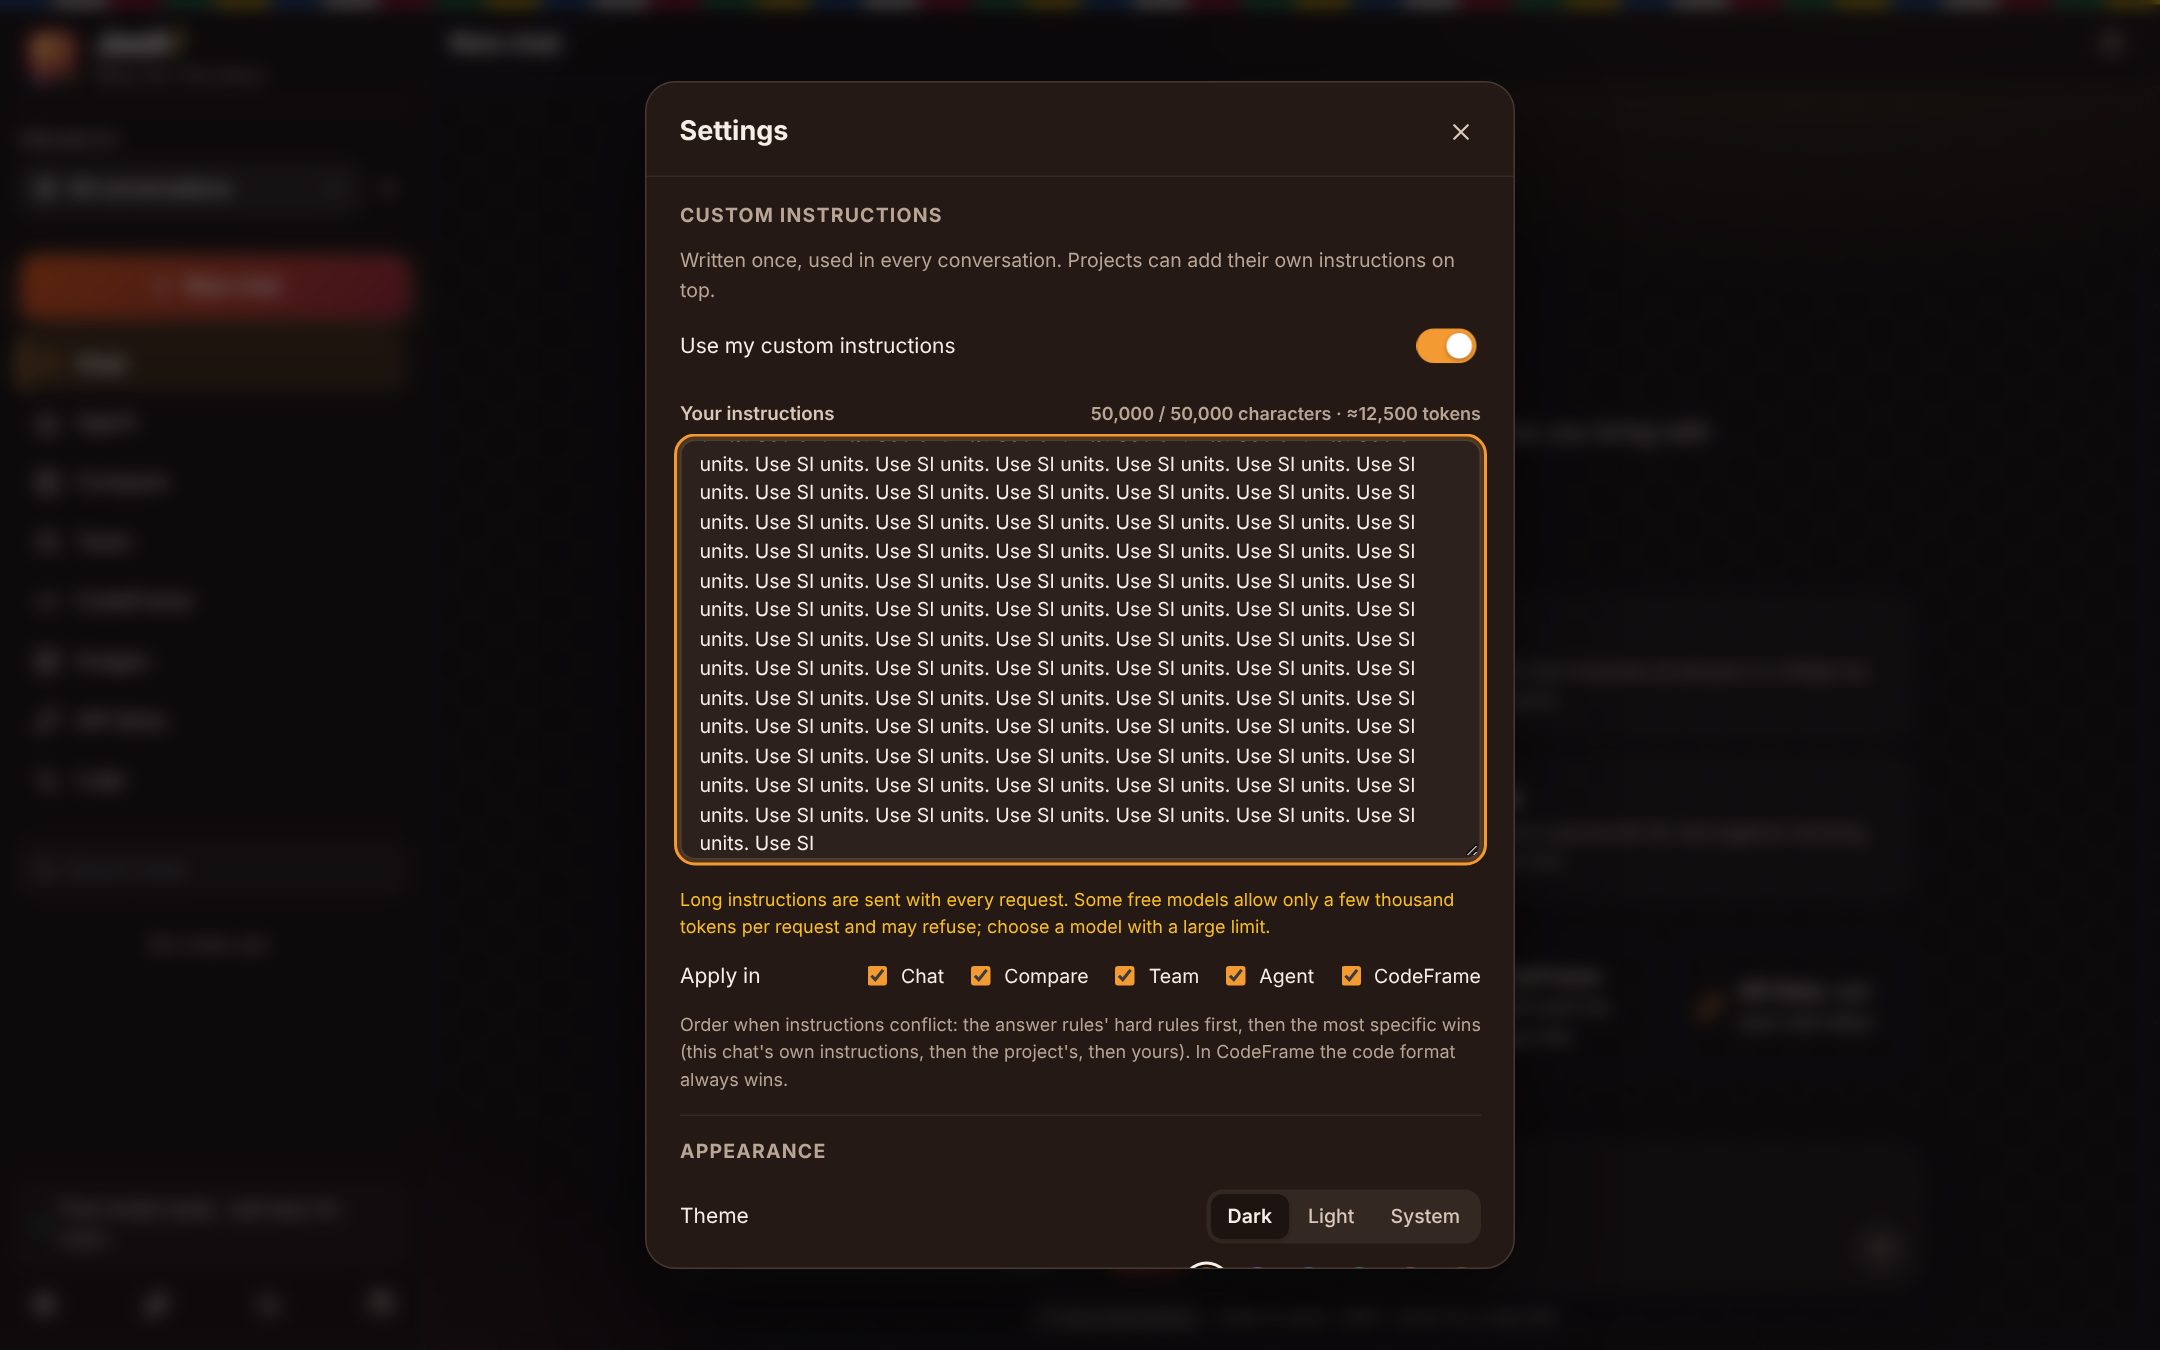 Settings
CUSTOM INSTRUCTIONS
Written once, used in every conversation. Projects can add their own instructions on
top.
Use my custom instructions
Your instructions
50,000 / 50,000 characters · ≈12,500 tokens
units. Use SI units. Use SI units. Use SI units. Use SI units. Use SI units. Use SI
units. Use SI units. Use SI units. Use SI units. Use SI units. Use SI units. Use SI
units. Use SI units. Use SI units. Use SI units. Use SI units. Use SI units. Use SI
units. Use SI units. Use SI units. Use SI units. Use SI units. Use SI units. Use SI
units. Use SI units. Use SI units. Use SI units. Use SI units. Use SI units. Use SI
units. Use SI units. Use SI units. Use SI units. Use SI units. Use SI units. Use SI
units. Use SI units. Use SI units. Use SI units. Use SI units. Use SI units. Use SI
units. Use SI units. Use SI units. Use SI units. Use SI units. Use SI units. Use SI
units. Use SI units. Use SI units. Use SI units. Use SI units. Use SI units. Use SI
units. Use SI units. Use SI units. Use SI units. Use SI units. Use SI units. Use SI
units. Use SI units. Use SI units. Use SI units. Use SI units. Use SI units. Use SI
units. Use SI units. Use SI units. Use SI units. Use SI units. Use SI units. Use SI
units. Use SI units. Use SI units. Use SI units. Use SI units. Use SI units. Use SI
units. Use SI
Long instructions are sent with every request. Some free models allow only a few thousand
tokens per request and may refuse; choose a model with a large limit.
Apply in
Chat
Compare
Team
Agent
CodeFrame
Order when instructions conflict: the answer rules' hard rules first, then the most specific wins
(this chat's own instructions, then the project's, then yours). In CodeFrame the code format
always wins.
APPEARANCE
Theme
Dark
Light
System